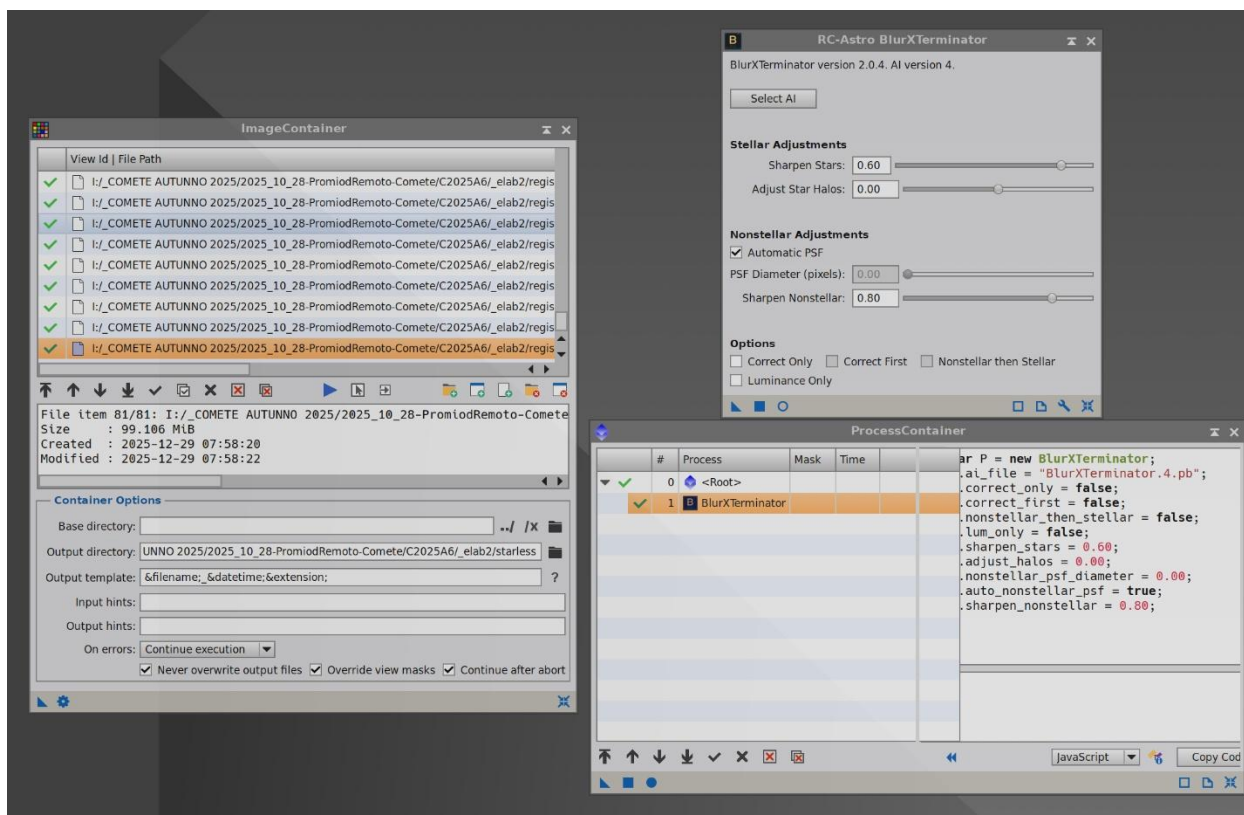 RC-Astro BlurXTerminator
BlurXTerminator version 2.0.4. AI version 4.
Select AI
Stellar Adjustments
Sharpen Stars: 0.60
Adjust Star Halos: 0.00
Nonstellar Adjustments
Automatic PSF
PSF Diameter (pixels): 0.00
Sharpen Nonstellar: 0.80
Options
Correct Only Correct First Nonstellar then Stellar
Luminance Only
ImageContainer
View Id | File Path
I:/_COMETE AUTUNNO 2025/2025_10_28-PromiodRemoto-Comete/C2025A6/_elab2/regis
I:/_COMETE AUTUNNO 2025/2025_10_28-PromiodRemoto-Comete/C2025A6/_elab2/regis
I:/_COMETE AUTUNNO 2025/2025_10_28-PromiodRemoto-Comete/C2025A6/_elab2/regis
I:/_COMETE AUTUNNO 2025/2025_10_28-PromiodRemoto-Comete/C2025A6/_elab2/regis
I:/_COMETE AUTUNNO 2025/2025_10_28-PromiodRemoto-Comete/C2025A6/_elab2/regis
I:/_COMETE AUTUNNO 2025/2025_10_28-PromiodRemoto-Comete/C2025A6/_elab2/regis
I:/_COMETE AUTUNNO 2025/2025_10_28-PromiodRemoto-Comete/C2025A6/_elab2/regis
I:/_COMETE AUTUNNO 2025/2025_10_28-PromiodRemoto-Comete/C2025A6/_elab2/regis
I:/_COMETE AUTUNNO 2025/2025_10_28-PromiodRemoto-Comete/C2025A6/_elab2/regis
File item 81/81: I:/_COMETE AUTUNNO 2025/2025_10_28-PromiodRemoto-Comete
Size : 99.106 MiB
Created : 2025-12-29 07:58:20
Modified : 2025-12-29 07:58:22
Container Options
Base directory: ../ /x
Output directory: UNNO 2025/2025_10_28-PromiodRemoto-Comete/C2025A6/_elab2/starless
Output template: &filename;_&datetime;&extension; ?
Input hints:
Output hints:
On errors: Continue execution
Never overwrite output files Override view masks Continue after abort
ProcessContainer
# Process Mask Time
0 <Root>
1 B BlurXTerminator
ar P = new BlurXTerminator;
.ai_file = "BlurXTerminator.4.pb";
.correct_only = false;
.correct_first = false;
.nonstellar_then_stellar = false;
.lum_only = false;
.sharpen_stars = 0.60;
.adjust_halos = 0.00;
.nonstellar_psf_diameter = 0.00;
.auto_nonstellar_psf = true;
.sharpen_nonstellar = 0.80;
JavaScript Copy Cod